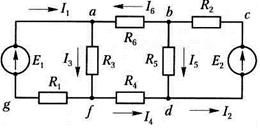 I₁ a I₆ b R₂ c
R₆
E₁ I₃ R₃ R₅ I₅ E₂
R₁ R₄
g f I₄ d I₂